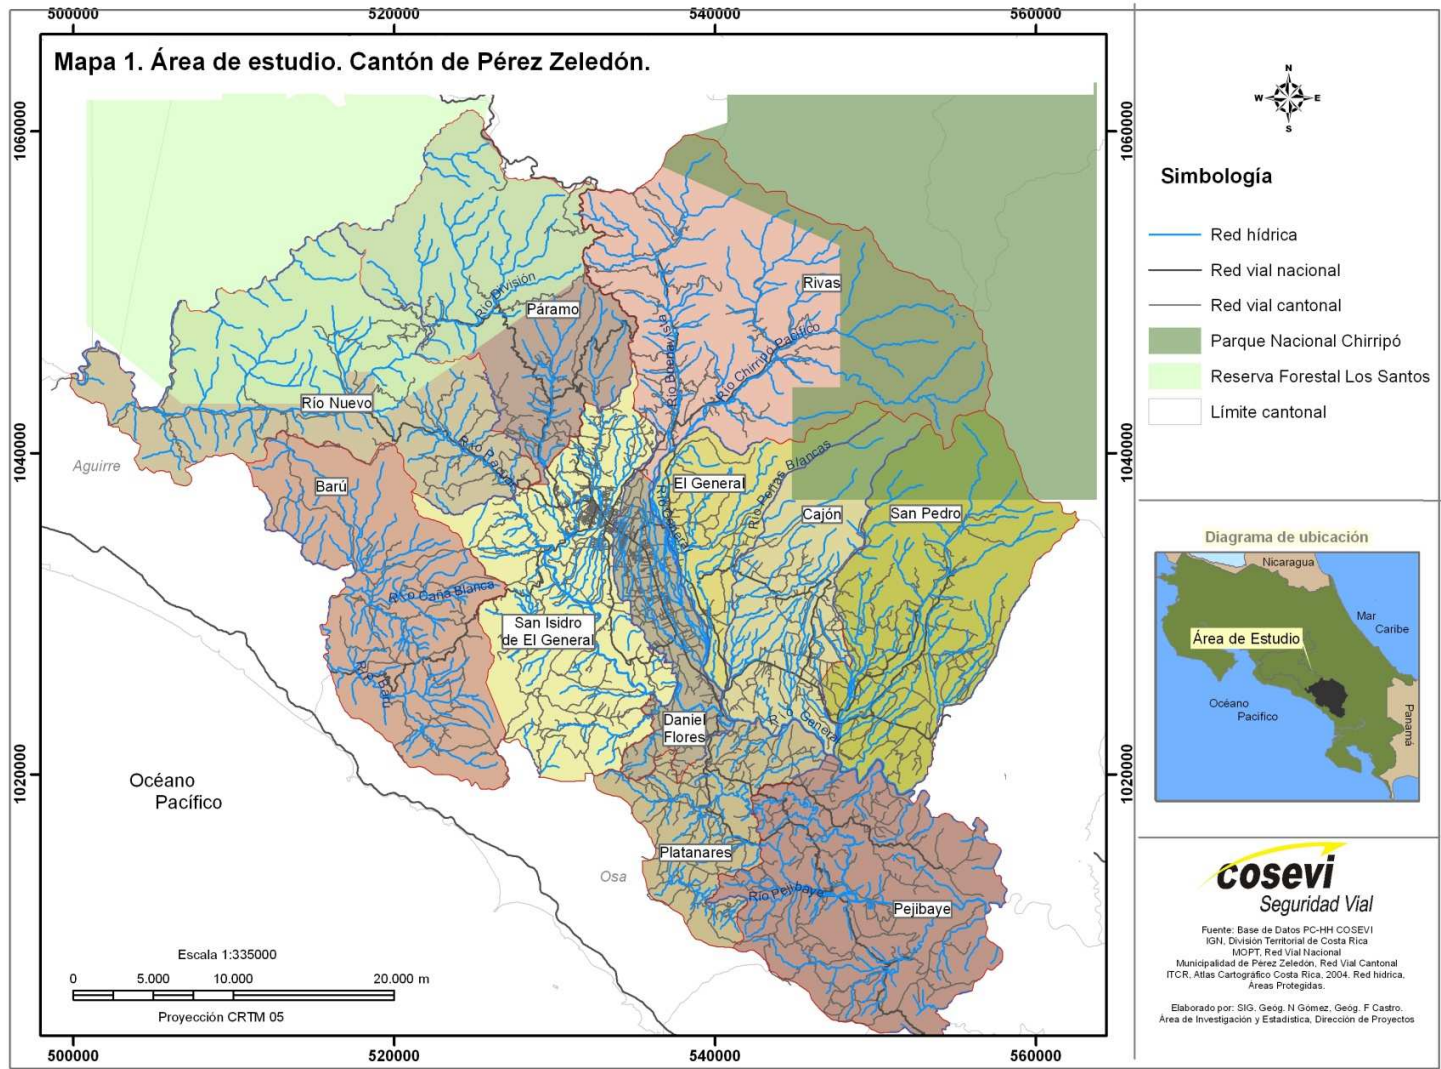 500000
520000
540000
560000
Mapa 1. Área de estudio. Cantón de Pérez Zeledón.
1060000
1060000
1040000
1040000
1020000
1020000
Río División
Páramo
Rivas
Río Buenavista
Río Chirripó Pacífico
Río Nuevo
Río Pacuar
Aguirre
Barú
El General
Río Peñas Blancas
Cajón
San Pedro
Río General
Río Caña Blanca
San Isidro
de El General
Río Barú
Daniel
Flores
Río General
Océano
Pacífico
Platanares
Osa
Río Pejibaye
Pejibaye
Escala 1:335000
0 5.000 10.000 20.000 m
Proyección CRTM 05
500000
520000
540000
560000
N
W
E
S
Simbología
Red hídrica
Red vial nacional
Red vial cantonal
Parque Nacional Chirripó
Reserva Forestal Los Santos
Límite cantonal
Diagrama de ubicación
Nicaragua
Mar
Caribe
Área de Estudio
Océano
Pacifico
Panamá
cosevi
Seguridad Vial
Fuente: Base de Datos PC-HH COSEVI
IGN, División Territorial de Costa Rica
MOPT, Red Vial Nacional
Municipalidad de Pérez Zeledón, Red Vial Cantonal
ITCR, Atlas Cartográfico Costa Rica, 2004. Red hídrica,
Áreas Protegidas.
Elaborado por: SIG, Geóg. N Gómez, Geóg. F Castro.
Área de Investigación y Estadística, Dirección de Proyectos